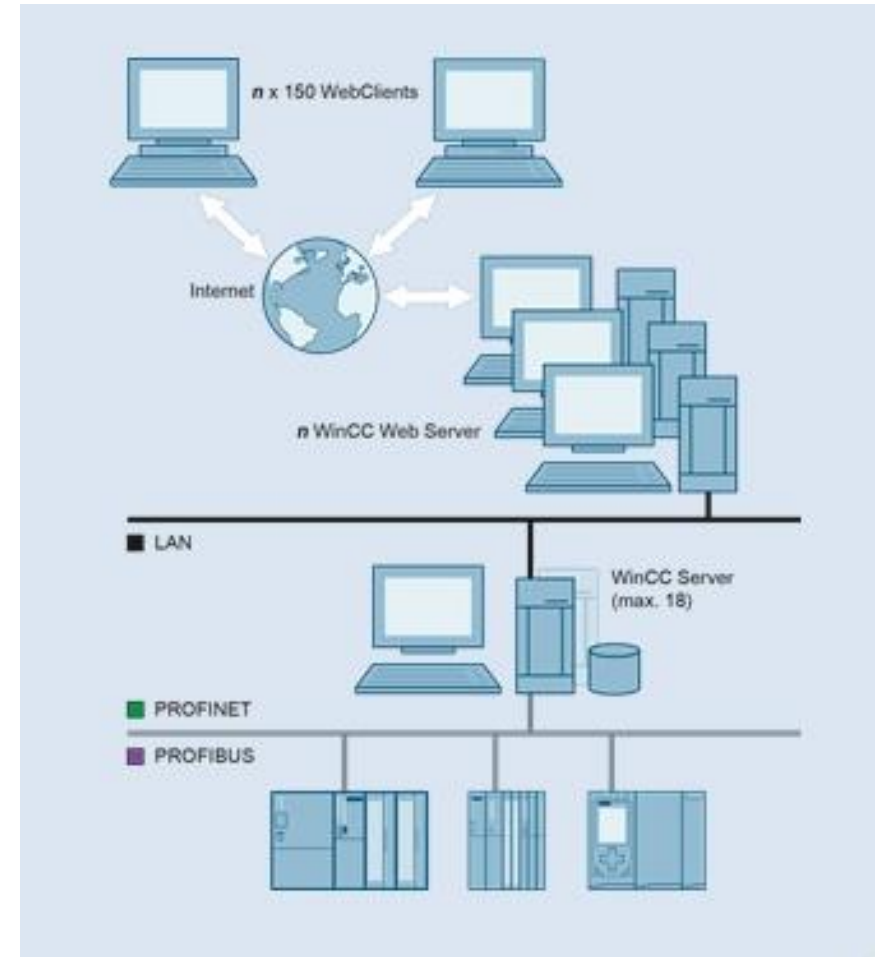 n x 150 WebClients
Internet
n WinCC Web Server
LAN
WinCC Server
(max. 18)
PROFINET
PROFIBUS